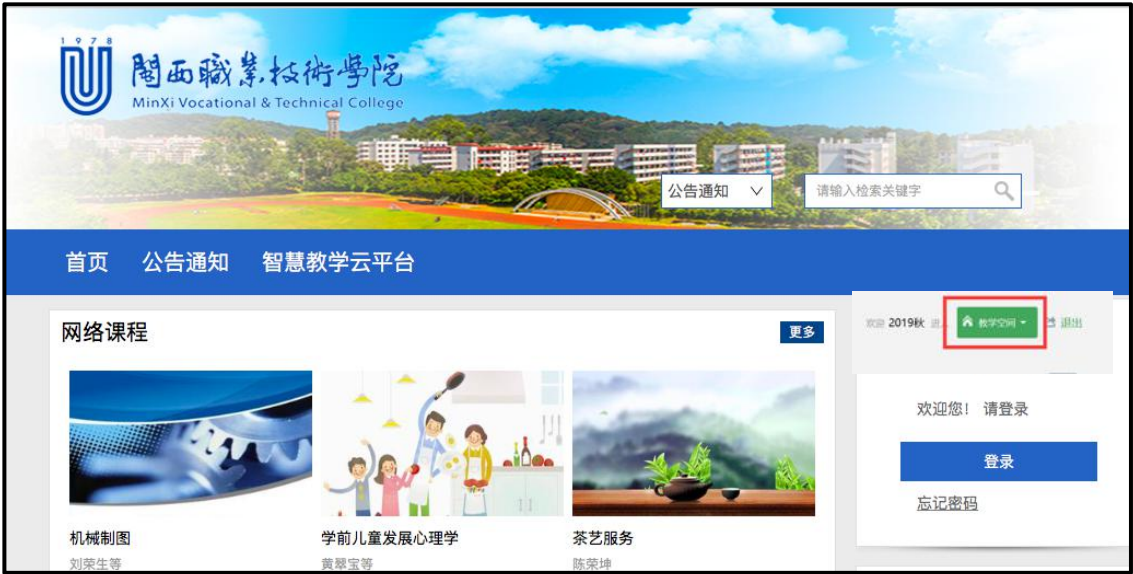 1978
閩西職業技術學院
MinXi Vocational & Technical College
公告通知
请输入检索关键字
首页 公告通知 智慧教学云平台
网络课程
更多
欢迎 2019秋 进入 教学空间 退出
欢迎您! 请登录
登录
忘记密码
机械制图
刘荣生等
学前儿童发展心理学
黄翠宝等
茶艺服务
陈荣坤